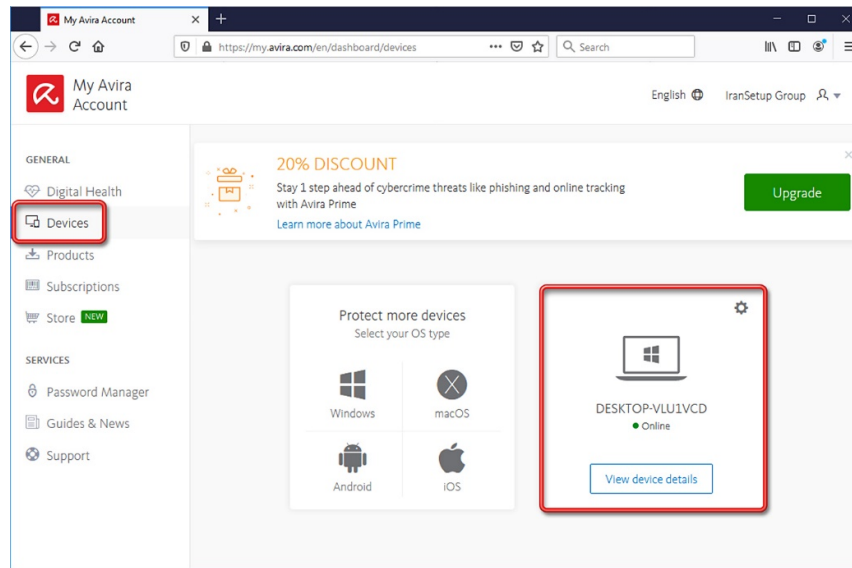 My Avira Account
https://my.avira.com/en/dashboard/devices
Search
My Avira
Account
English
IranSetup Group
GENERAL
Digital Health
Devices
Products
Subscriptions
Store NEW
SERVICES
Password Manager
Guides & News
Support
20% DISCOUNT
Stay 1 step ahead of cybercrime threats like phishing and online tracking
with Avira Prime
Learn more about Avira Prime
Upgrade
Protect more devices
Select your OS type
Windows
macOS
Android
iOS
DESKTOP-VLU1VCD
Online
View device details